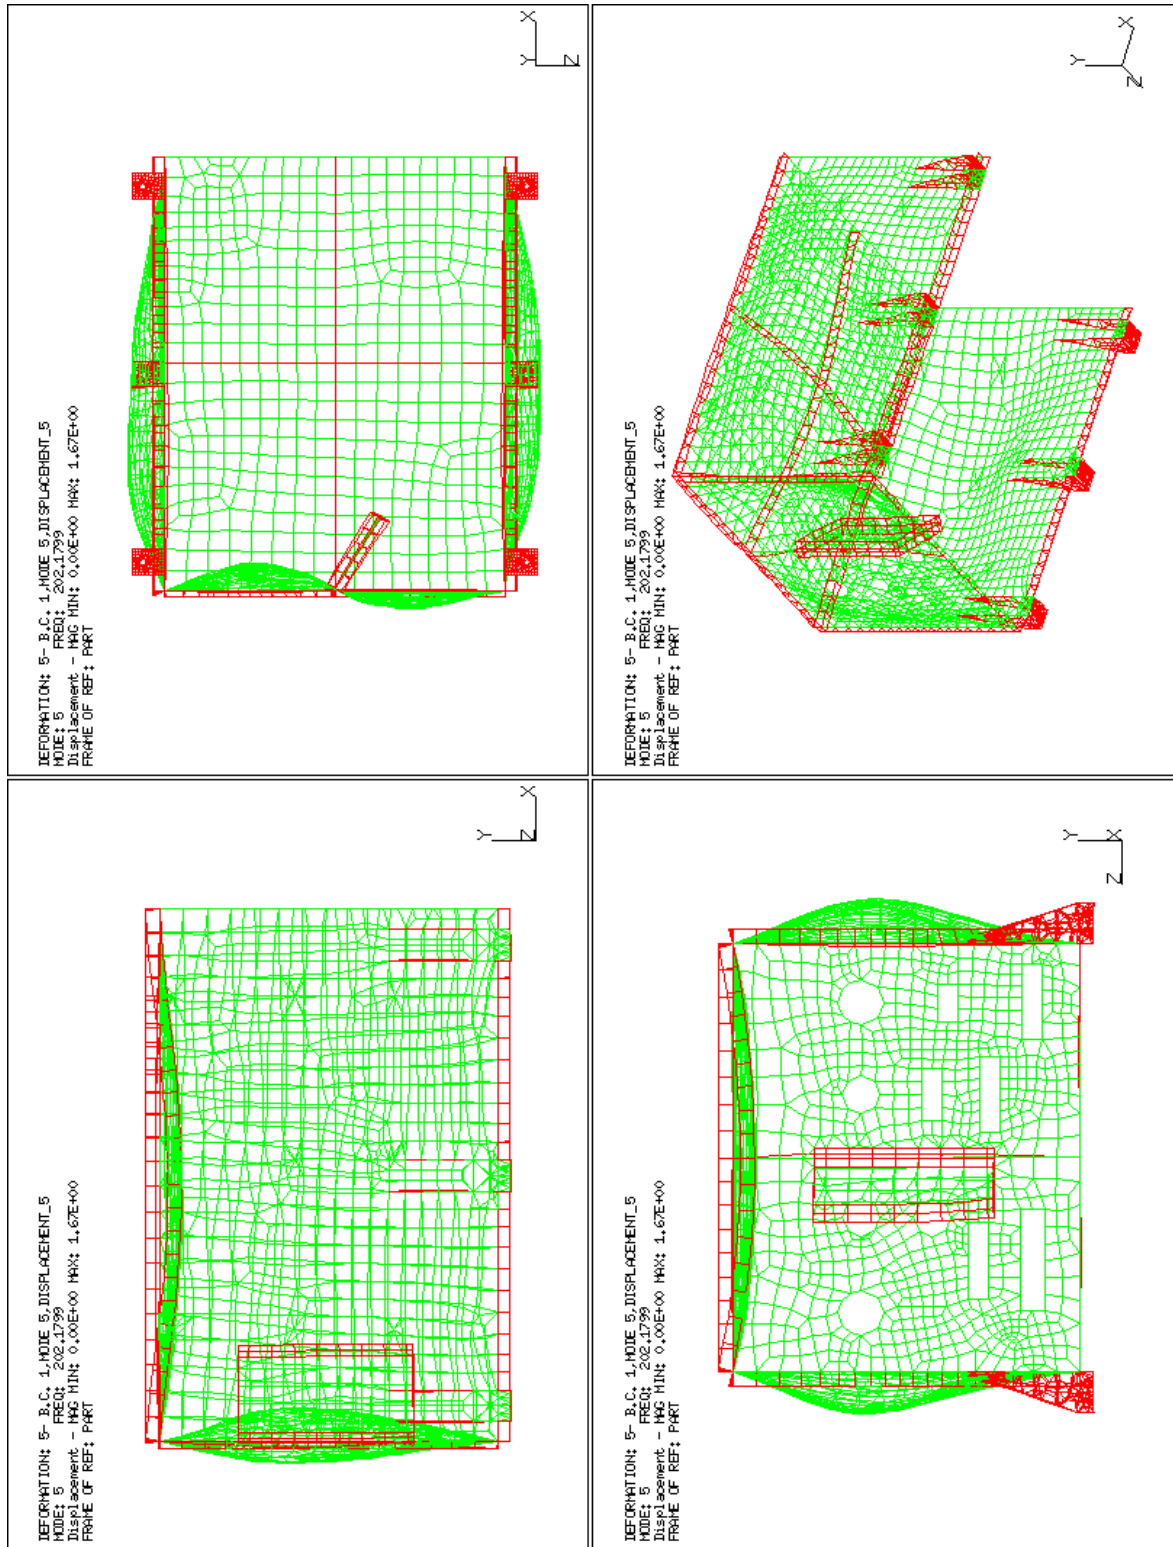 DEFORMATION: 5- B.C. 1,MODE 5,DISPLACEMENT_5
MODE: 5 FREQ: 202.1799
Displacement - MAG MIN: 0.00E+00 MAX: 1.67E+00
FRAME OF REF: PART
Y
X
Z
DEFORMATION: 5- B.C. 1,MODE 5,DISPLACEMENT_5
MODE: 5 FREQ: 202.1799
Displacement - MAG MIN: 0.00E+00 MAX: 1.67E+00
FRAME OF REF: PART
Y
X
Z
DEFORMATION: 5- B.C. 1,MODE 5,DISPLACEMENT_5
MODE: 5 FREQ: 202.1799
Displacement - MAG MIN: 0.00E+00 MAX: 1.67E+00
FRAME OF REF: PART
Y
Z
X
DEFORMATION: 5- B.C. 1,MODE 5,DISPLACEMENT_5
MODE: 5 FREQ: 202.1799
Displacement - MAG MIN: 0.00E+00 MAX: 1.67E+00
FRAME OF REF: PART
Y
Z
X